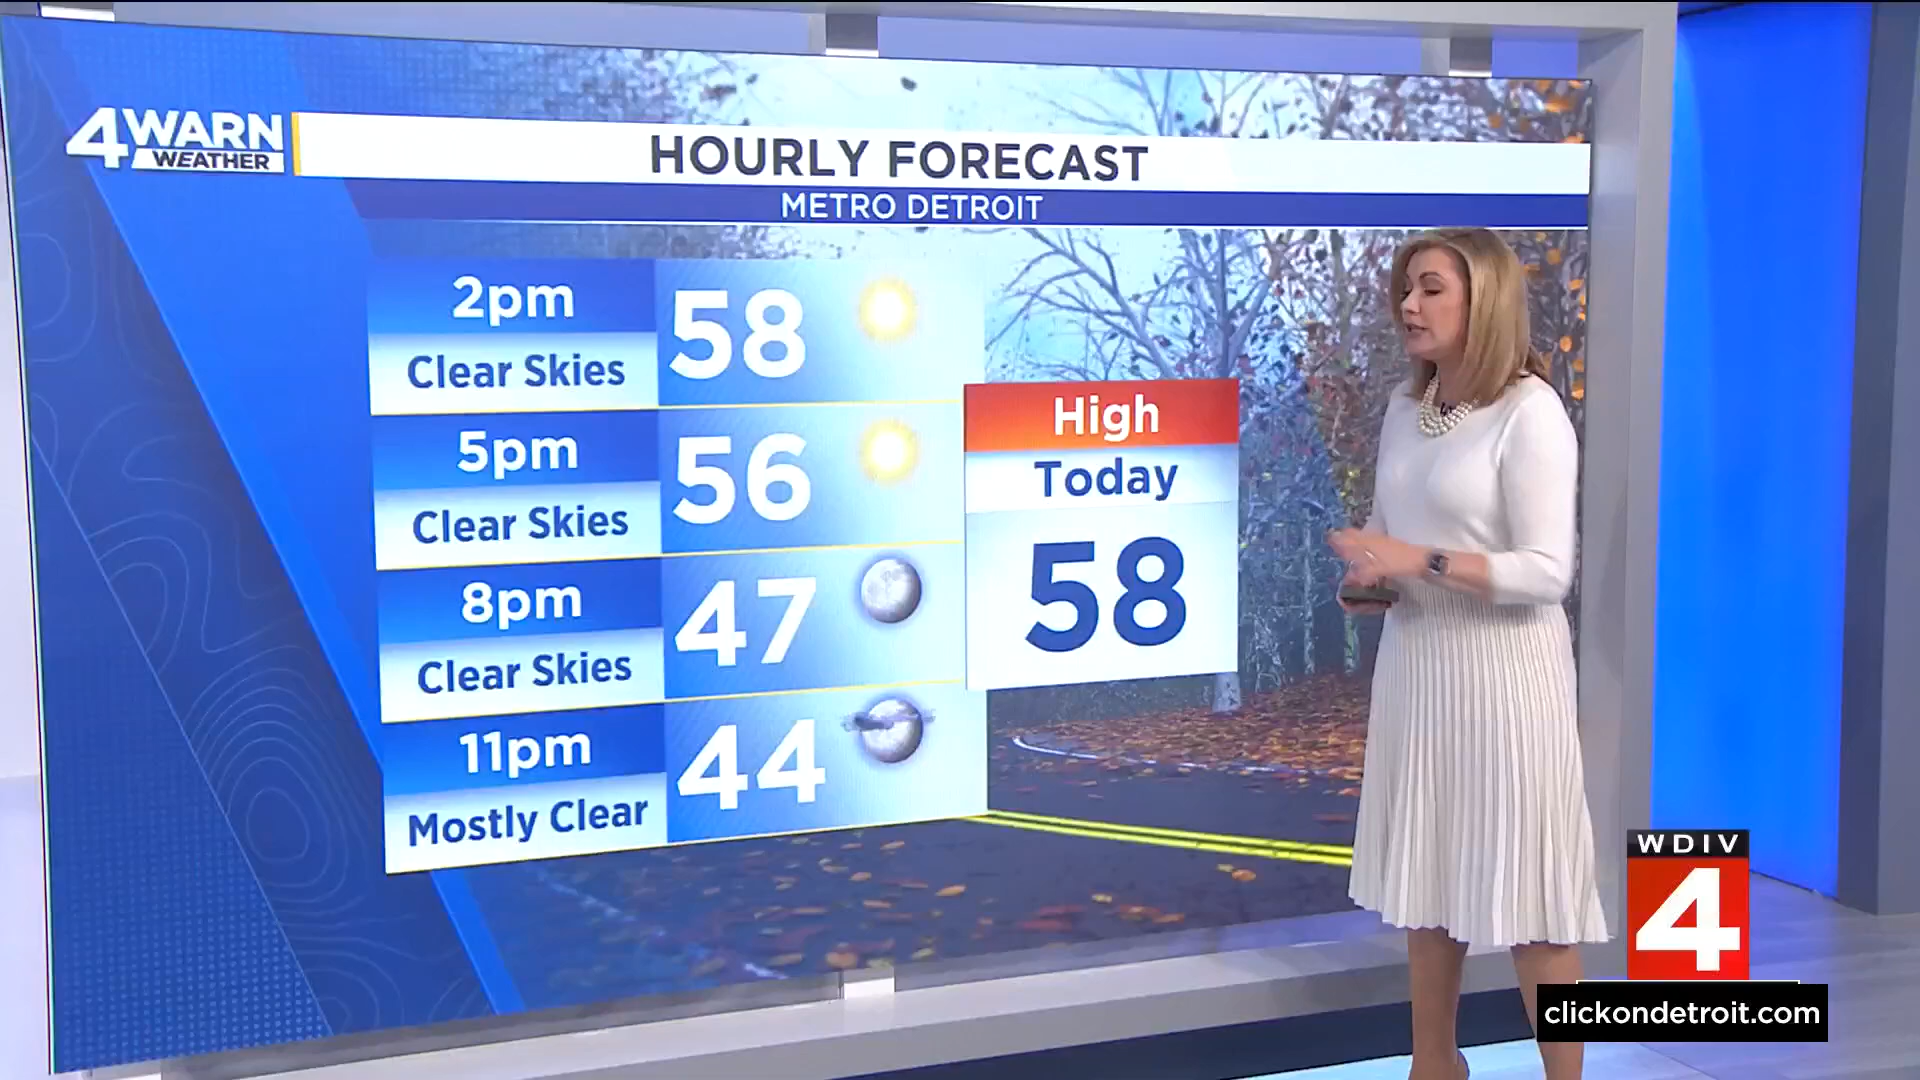 4WARN
WEATHER
HOURLY FORECAST
METRO DETROIT
2pm
Clear Skies
58
5pm
Clear Skies
56
8pm
Clear Skies
47
11pm
Mostly Clear
44
High
Today
58
WDIV
4
clickondetroit.com